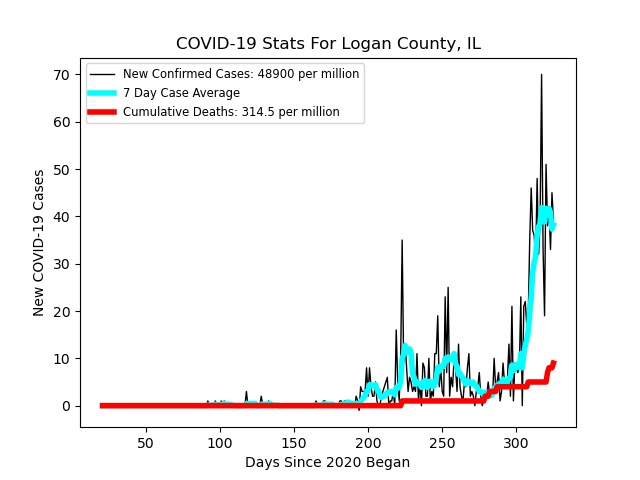 COVID-19 Stats For Logan County, IL
New Confirmed Cases: 48900 per million
7 Day Case Average
Cumulative Deaths: 314.5 per million
New COVID-19 Cases
70
60
50
40
30
20
10
0
50 100 150 200 250 300
Days Since 2020 Began